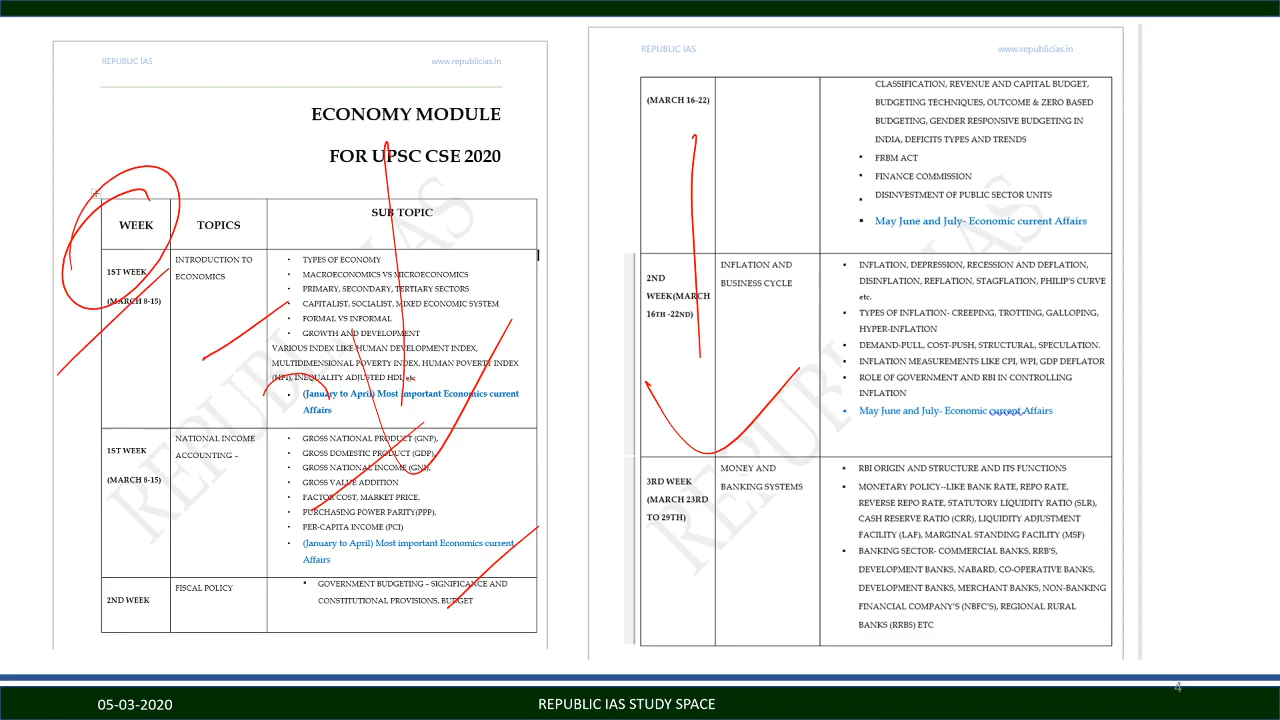 REPUBLIC IAS
www.republicias.in
ECONOMY MODULE
FOR UPSC CSE 2020
WEEK
TOPICS
SUB TOPIC
1ST WEEK
(MARCH 8-15)
INTRODUCTION TO
ECONOMICS
TYPES OF ECONOMY
MACROECONOMICS VS MICROECONOMICS
PRIMARY, SECONDARY, TERTIARY SECTORS
CAPITALIST, SOCIALIST, MIXED ECONOMIC SYSTEM
FORMAL VS INFORMAL
GROWTH AND DEVELOPMENT
VARIOUS INDEX LIKE HUMAN DEVELOPMENT INDEX,
MULTIDIMENSIONAL POVERTY INDEX, HUMAN POVERTY INDEX
(HPI), INEQUALITY ADJUSTED HDI, etc
(January to April) Most important Economics current
Affairs
1ST WEEK
(MARCH 8-15)
NATIONAL INCOME
ACCOUNTING –
GROSS NATIONAL PRODUCT (GNP),
GROSS DOMESTIC PRODUCT (GDP),
GROSS NATIONAL INCOME (GNI),
GROSS VALUE ADDITION
FACTOR COST, MARKET PRICE,
PURCHASING POWER PARITY(PPP),
PER-CAPITA INCOME (PCI)
(January to April) Most important Economics current
Affairs
2ND WEEK
FISCAL POLICY
GOVERNMENT BUDGETING – SIGNIFICANCE AND
CONSTITUTIONAL PROVISIONS, BUDGET
REPUBLIC IAS
REPUBLIC IAS
www.republicias.in
(MARCH 16-22)
CLASSIFICATION, REVENUE AND CAPITAL BUDGET,
BUDGETING TECHNIQUES, OUTCOME & ZERO BASED
BUDGETING, GENDER RESPONSIVE BUDGETING IN
INDIA, DEFICITS TYPES AND TRENDS
FRBM ACT
FINANCE COMMISSION
DISINVESTMENT OF PUBLIC SECTOR UNITS
May June and July- Economic current Affairs
2ND
WEEK(MARCH
16TH -22ND)
INFLATION AND
BUSINESS CYCLE
INFLATION, DEPRESSION, RECESSION AND DEFLATION,
DISINFLATION, REFLATION, STAGFLATION, PHILIP'S CURVE
etc.
TYPES OF INFLATION- CREEPING, TROTTING, GALLOPING,
HYPER-INFLATION
DEMAND-PULL, COST-PUSH, STRUCTURAL, SPECULATION.
INFLATION MEASUREMENTS LIKE CPI, WPI, GDP DEFLATOR
ROLE OF GOVERNMENT AND RBI IN CONTROLLING
INFLATION
May June and July- Economic current Affairs
3RD WEEK
(MARCH 23RD
TO 29TH)
MONEY AND
BANKING SYSTEMS
RBI ORIGIN AND STRUCTURE AND ITS FUNCTIONS
MONETARY POLICY--LIKE BANK RATE, REPO RATE,
REVERSE REPO RATE, STATUTORY LIQUIDITY RATIO (SLR),
CASH RESERVE RATIO (CRR), LIQUIDITY ADJUSTMENT
FACILITY (LAF), MARGINAL STANDING FACILITY (MSF)
BANKING SECTOR- COMMERCIAL BANKS, RRB'S,
DEVELOPMENT BANKS, NABARD, CO-OPERATIVE BANKS,
DEVELOPMENT BANKS, MERCHANT BANKS, NON-BANKING
FINANCIAL COMPANY'S (NBFC'S), REGIONAL RURAL
BANKS (RRBS) ETC
REPUBLIC IAS
4
05-03-2020
REPUBLIC IAS STUDY SPACE